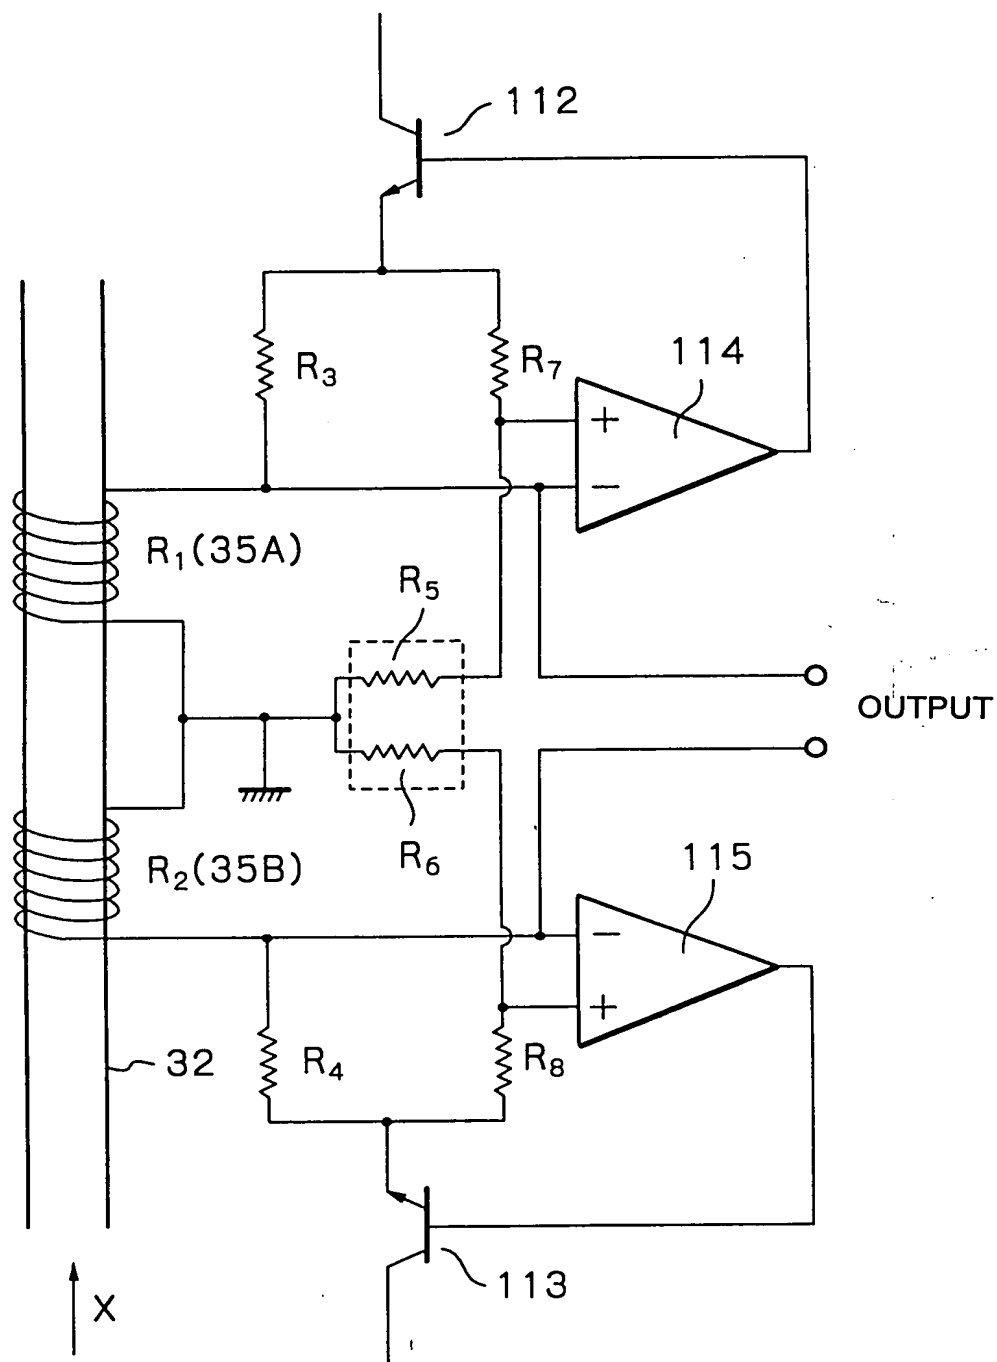 112
R3
R7
114
+
−
R1(35A)
R5
OUTPUT
R6
R2(35B)
115
−
+
32
R4
R8
113
X